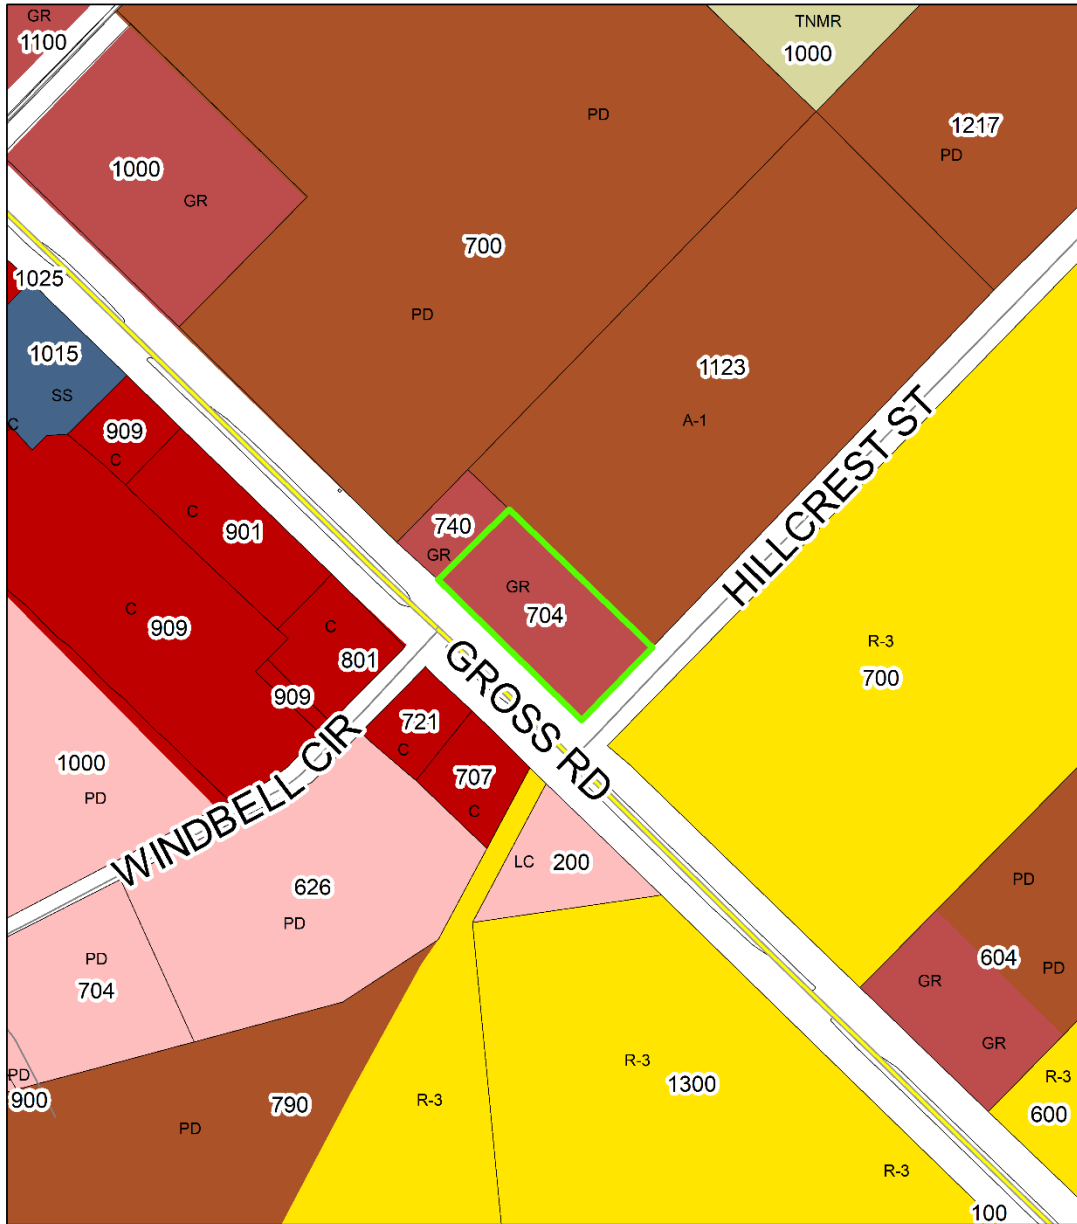 GR
1100
TNMR
1000
PD
1217
PD
1000
GR
700
PD
1025
1015
SS
C
1123
A-1
909
C
C
901
740
GR
GR
704
HILLCREST ST
C
909
C
801
909
R-3
700
GROSS RD
721
C
707
C
WINDBELL CIR
1000
PD
LC
200
626
PD
PD
704
PD
604
PD
GR
GR
PD
900
790
PD
R-3
R-3
1300
R-3
600
R-3
100